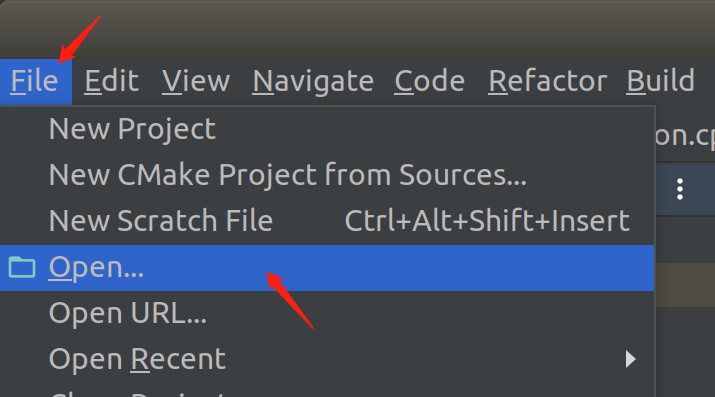 File Edit View Navigate Code Refactor Build
on.cp
New Project
New CMake Project from Sources...
New Scratch File Ctrl+Alt+Shift+Insert
Open...
Open URL...
Open Recent